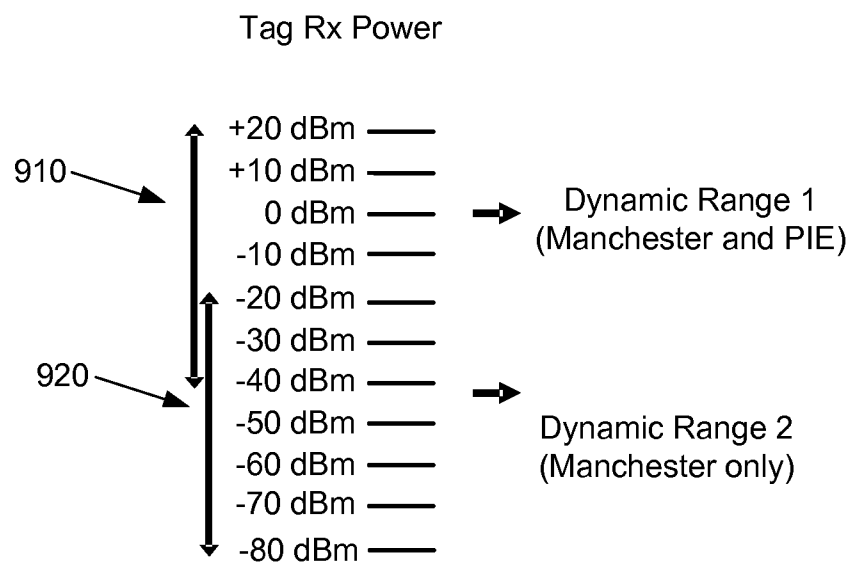 Tag Rx Power
+20 dBm
910
+10 dBm
0 dBm
Dynamic Range 1
(Manchester and PIE)
-10 dBm
-20 dBm
-30 dBm
920
-40 dBm
-50 dBm
Dynamic Range 2
(Manchester only)
-60 dBm
-70 dBm
-80 dBm